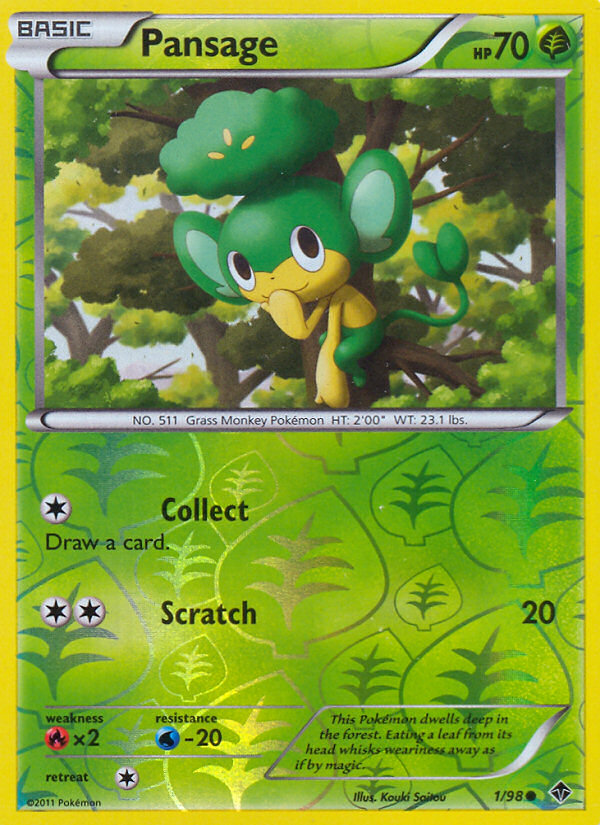 BASIC
Pansage
HP70
NO. 511 Grass Monkey Pokémon HT: 2'00" WT: 23.1 lbs.
Collect
Draw a card.
Scratch 20
weakness resistance
×2 -20
This Pokémon dwells deep in
the forest. Eating a leaf from its
head whisks weariness away as
if by magic.
retreat
©2011 Pokémon
Illus. Kouki Saitou 1/98